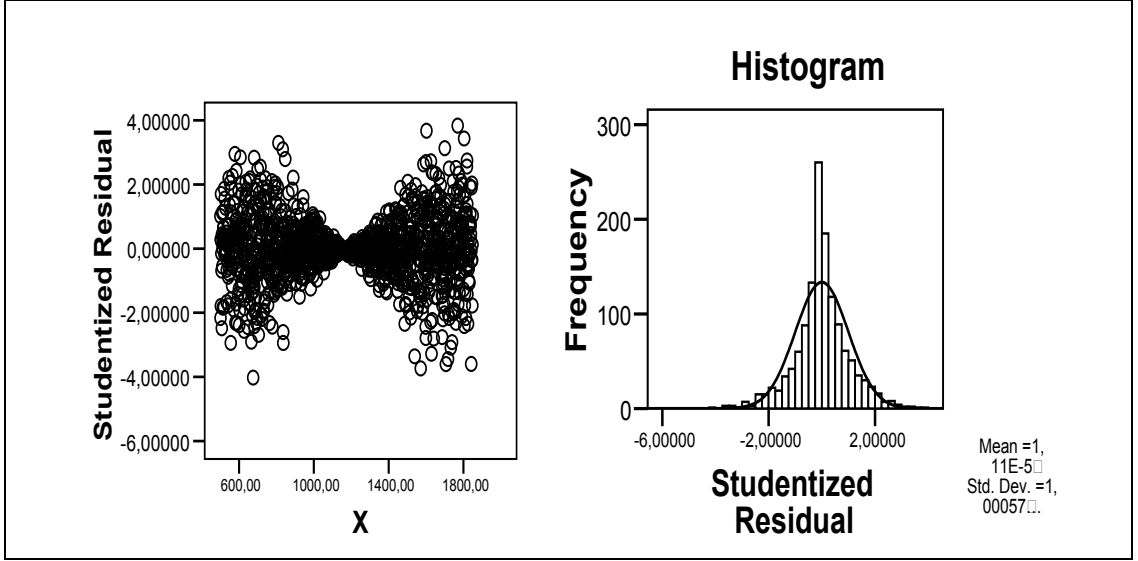 Studentized Residual
4,00000
2,00000
0,00000
-2,00000
-4,00000
-6,00000
600,00
1000,00
1400,00
1800,00
X
Histogram
Frequency
300
200
100
0
-6,00000
-2,00000
2,00000
Studentized
Residual
Mean =1,
11E-5□
Std. Dev. =1,
00057□.